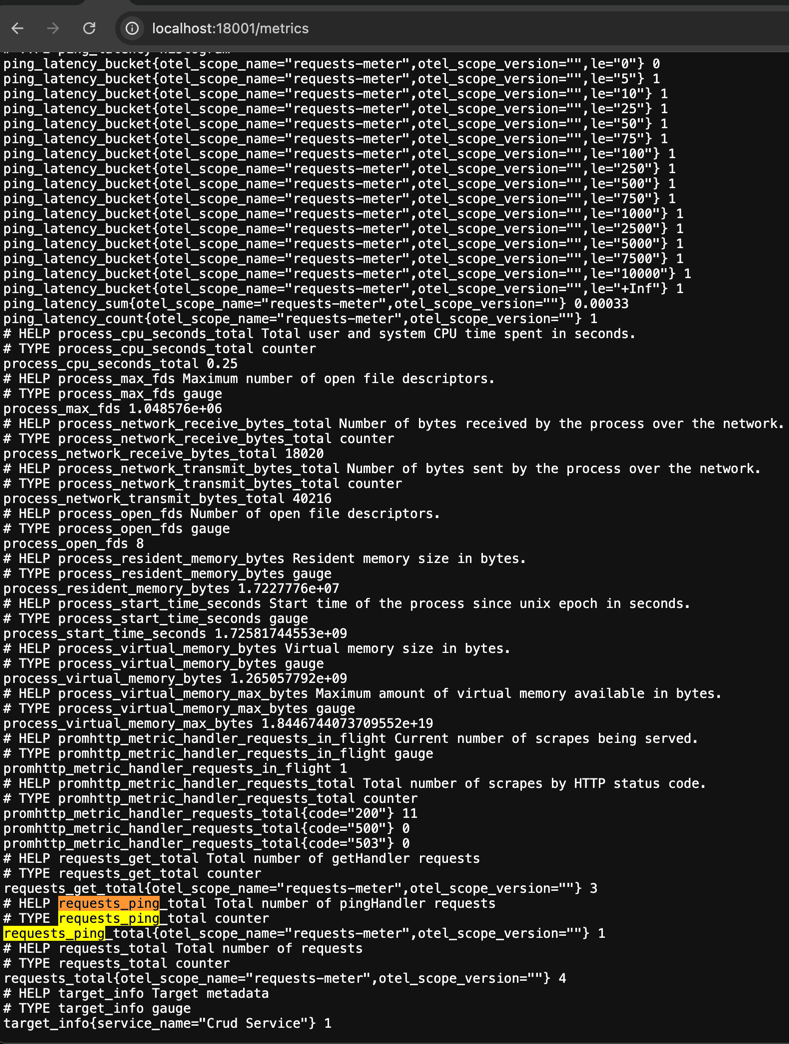 localhost:18001/metrics
# TYPE ping_latency histogram
ping_latency_bucket{otel_scope_name="requests-meter",otel_scope_version="",le="0"} 0
ping_latency_bucket{otel_scope_name="requests-meter",otel_scope_version="",le="5"} 1
ping_latency_bucket{otel_scope_name="requests-meter",otel_scope_version="",le="10"} 1
ping_latency_bucket{otel_scope_name="requests-meter",otel_scope_version="",le="25"} 1
ping_latency_bucket{otel_scope_name="requests-meter",otel_scope_version="",le="50"} 1
ping_latency_bucket{otel_scope_name="requests-meter",otel_scope_version="",le="75"} 1
ping_latency_bucket{otel_scope_name="requests-meter",otel_scope_version="",le="100"} 1
ping_latency_bucket{otel_scope_name="requests-meter",otel_scope_version="",le="250"} 1
ping_latency_bucket{otel_scope_name="requests-meter",otel_scope_version="",le="500"} 1
ping_latency_bucket{otel_scope_name="requests-meter",otel_scope_version="",le="750"} 1
ping_latency_bucket{otel_scope_name="requests-meter",otel_scope_version="",le="1000"} 1
ping_latency_bucket{otel_scope_name="requests-meter",otel_scope_version="",le="2500"} 1
ping_latency_bucket{otel_scope_name="requests-meter",otel_scope_version="",le="5000"} 1
ping_latency_bucket{otel_scope_name="requests-meter",otel_scope_version="",le="7500"} 1
ping_latency_bucket{otel_scope_name="requests-meter",otel_scope_version="",le="10000"} 1
ping_latency_bucket{otel_scope_name="requests-meter",otel_scope_version="",le="+Inf"} 1
ping_latency_sum{otel_scope_name="requests-meter",otel_scope_version=""} 0.00033
ping_latency_count{otel_scope_name="requests-meter",otel_scope_version=""} 1
# HELP process_cpu_seconds_total Total user and system CPU time spent in seconds.
# TYPE process_cpu_seconds_total counter
process_cpu_seconds_total 0.25
# HELP process_max_fds Maximum number of open file descriptors.
# TYPE process_max_fds gauge
process_max_fds 1.048576e+06
# HELP process_network_receive_bytes_total Number of bytes received by the process over the network.
# TYPE process_network_receive_bytes_total counter
process_network_receive_bytes_total 18020
# HELP process_network_transmit_bytes_total Number of bytes sent by the process over the network.
# TYPE process_network_transmit_bytes_total counter
process_network_transmit_bytes_total 40216
# HELP process_open_fds Number of open file descriptors.
# TYPE process_open_fds gauge
process_open_fds 8
# HELP process_resident_memory_bytes Resident memory size in bytes.
# TYPE process_resident_memory_bytes gauge
process_resident_memory_bytes 1.7227776e+07
# HELP process_start_time_seconds Start time of the process since unix epoch in seconds.
# TYPE process_start_time_seconds gauge
process_start_time_seconds 1.72581744553e+09
# HELP process_virtual_memory_bytes Virtual memory size in bytes.
# TYPE process_virtual_memory_bytes gauge
process_virtual_memory_bytes 1.265057792e+09
# HELP process_virtual_memory_max_bytes Maximum amount of virtual memory available in bytes.
# TYPE process_virtual_memory_max_bytes gauge
process_virtual_memory_max_bytes 1.8446744073709552e+19
# HELP promhttp_metric_handler_requests_in_flight Current number of scrapes being served.
# TYPE promhttp_metric_handler_requests_in_flight gauge
promhttp_metric_handler_requests_in_flight 1
# HELP promhttp_metric_handler_requests_total Total number of scrapes by HTTP status code.
# TYPE promhttp_metric_handler_requests_total counter
promhttp_metric_handler_requests_total{code="200"} 11
promhttp_metric_handler_requests_total{code="500"} 0
promhttp_metric_handler_requests_total{code="503"} 0
# HELP requests_get_total Total number of getHandler requests
# TYPE requests_get_total counter
requests_get_total{otel_scope_name="requests-meter",otel_scope_version=""} 3
# HELP requests_ping_total Total number of pingHandler requests
# TYPE requests_ping_total counter
requests_ping_total{otel_scope_name="requests-meter",otel_scope_version=""} 1
# HELP requests_total Total number of requests
# TYPE requests_total counter
requests_total{otel_scope_name="requests-meter",otel_scope_version=""} 4
# HELP target_info Target metadata
# TYPE target_info gauge
target_info{service_name="Crud Service"} 1